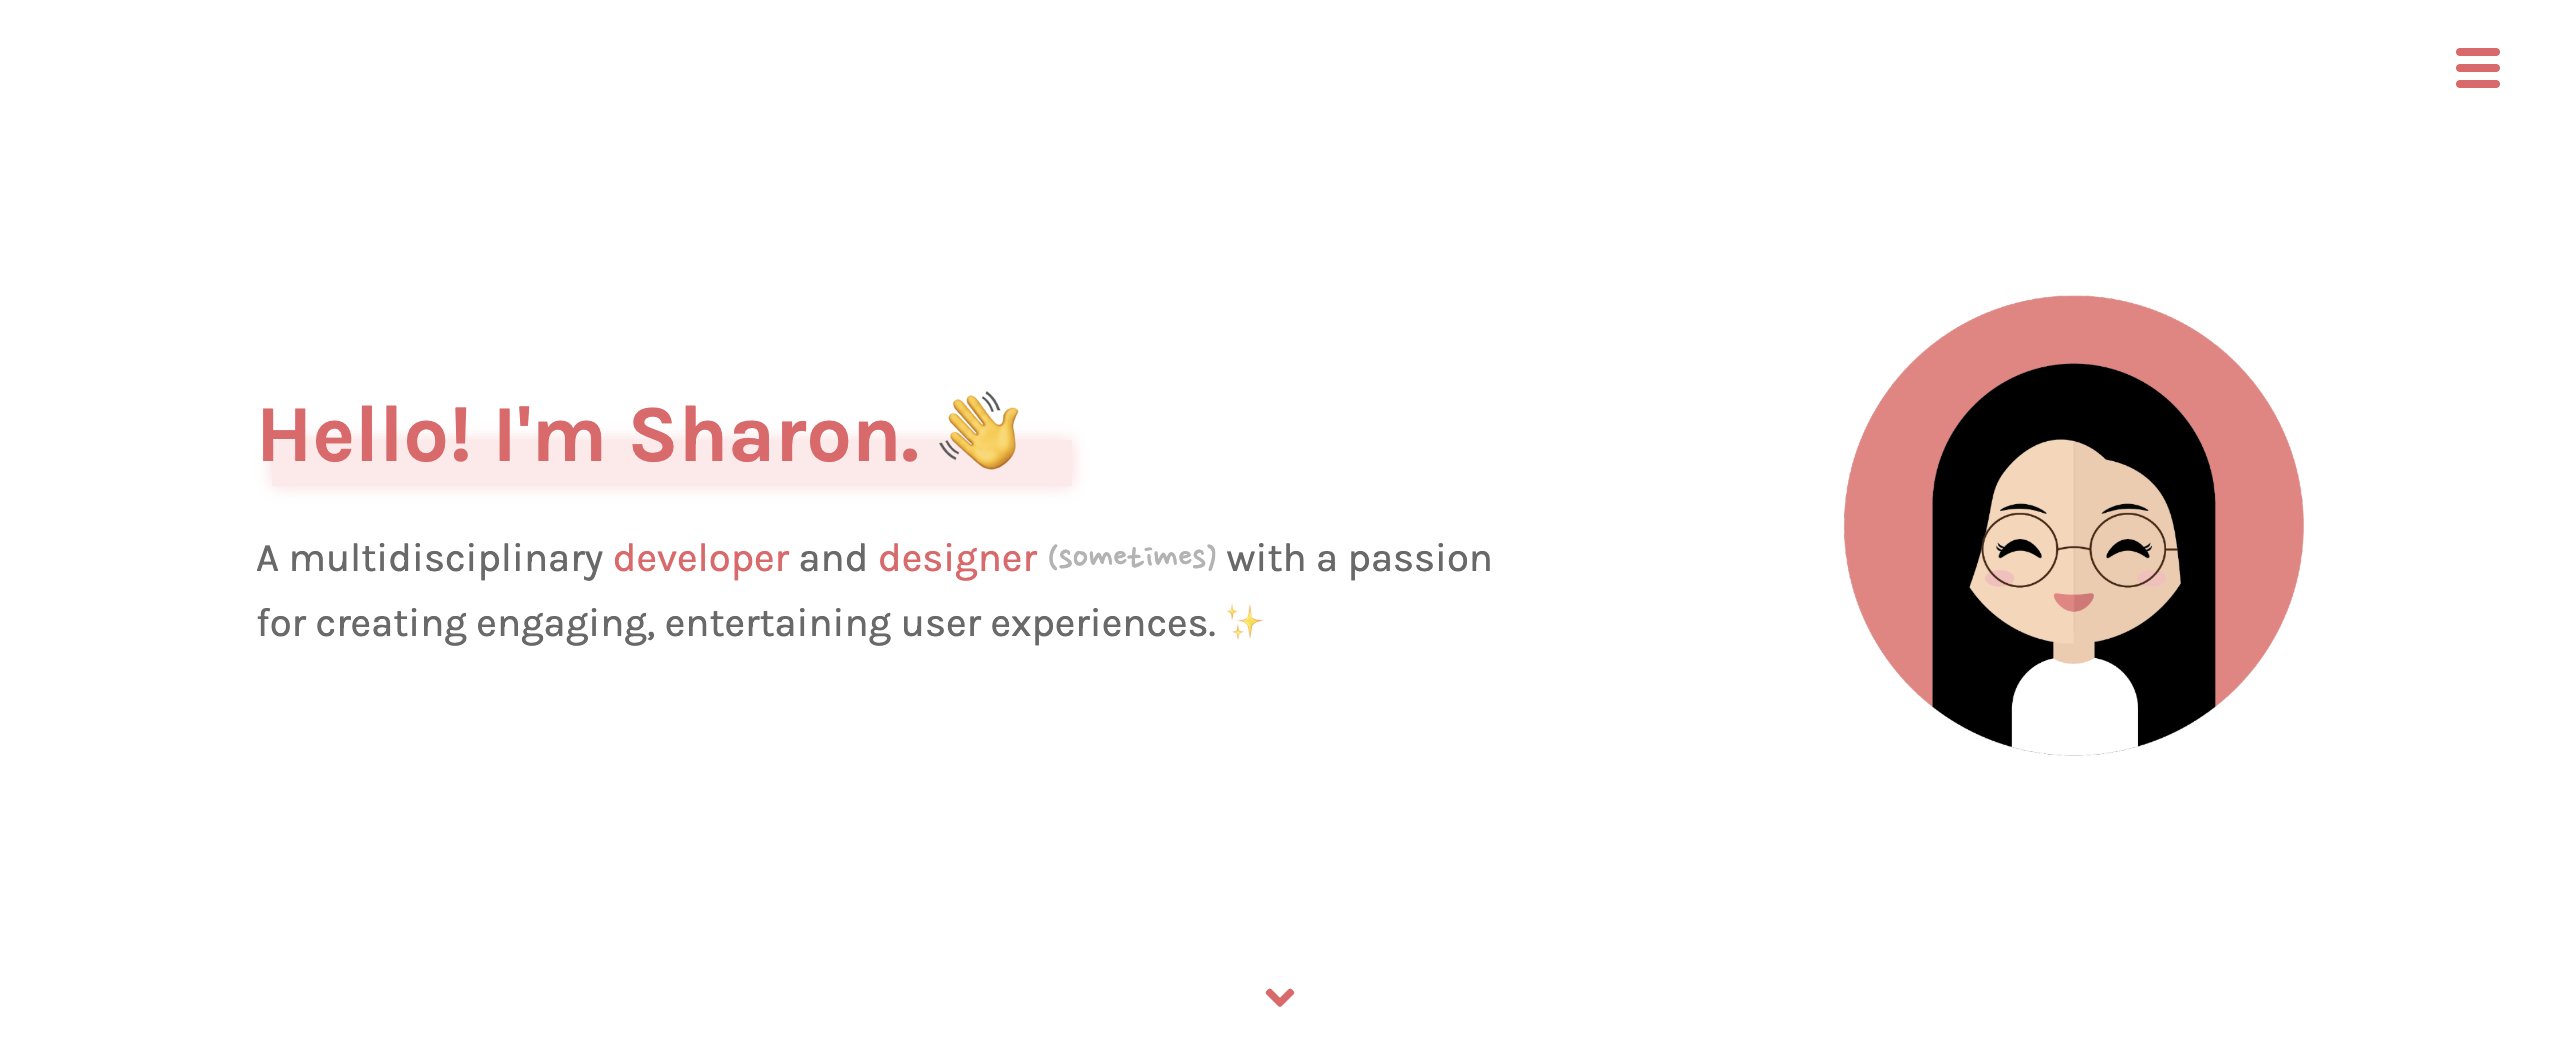 Hello! I'm Sharon. 👋
A multidisciplinary developer and designer (sometimes) with a passion
for creating engaging, entertaining user experiences. ✨